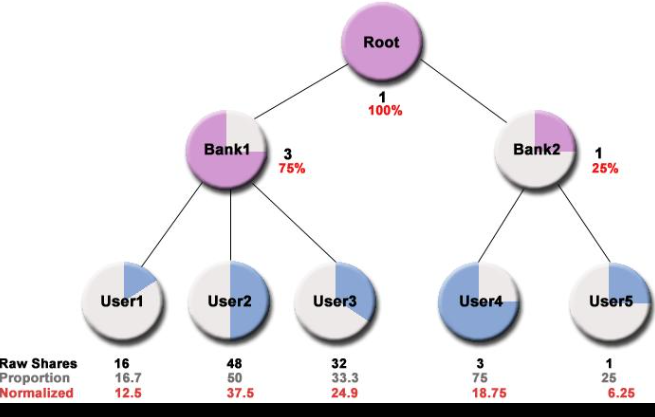 Root
1
100%
Bank1
3
75%
Bank2
1
25%
User1
User2
User3
User4
User5
Raw Shares 16 48 32 3 1
Proportion 16.7 50 33.3 75 25
Normalized 12.5 37.5 24.9 18.75 6.25